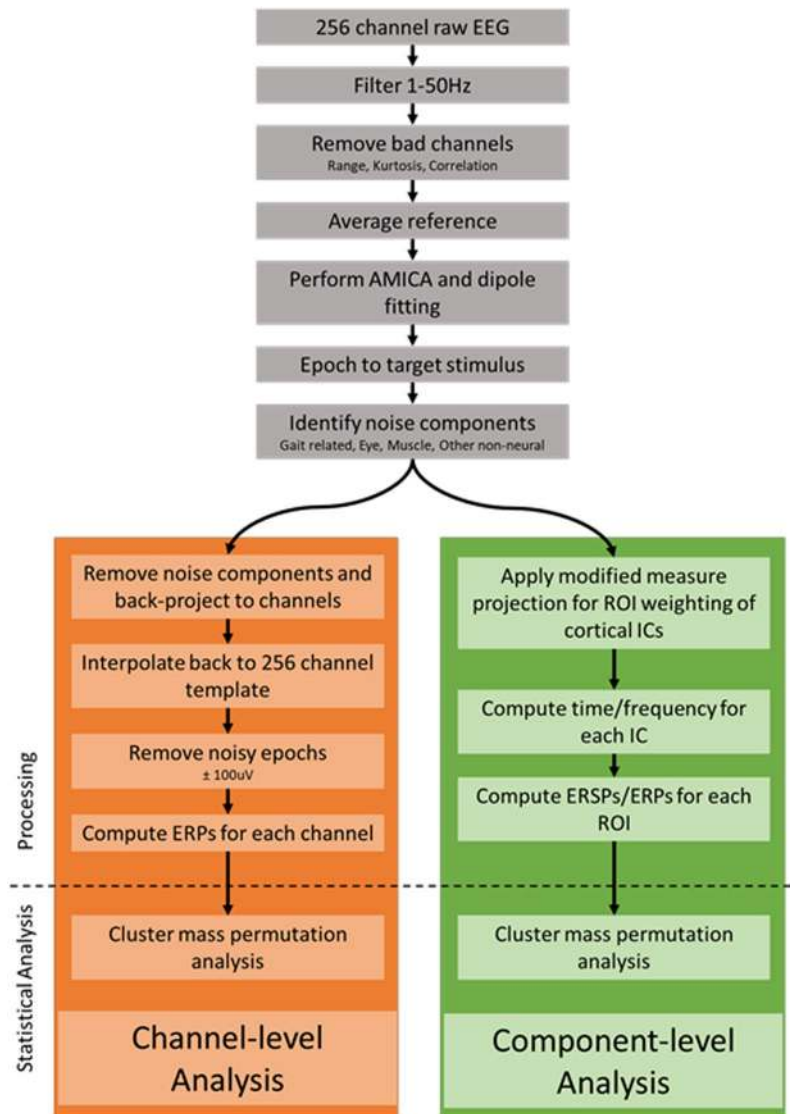 256 channel raw EEG
Filter 1-50Hz
Remove bad channels
Range, Kurtosis, Correlation
Average reference
Perform AMICA and dipole
fitting
Epoch to target stimulus
Identify noise components
Gait related, Eye, Muscle, Other non-neural
Remove noise components and
back-project to channels
Interpolate back to 256 channel
template
Remove noisy epochs
± 100uV
Compute ERPs for each channel
Cluster mass permutation
analysis
Channel-level
Analysis
Apply modified measure
projection for ROI weighting of
cortical ICs
Compute time/frequency for
each IC
Compute ERSPs/ERPs for each
ROI
Cluster mass permutation
analysis
Component-level
Analysis
Processing
Statistical Analysis